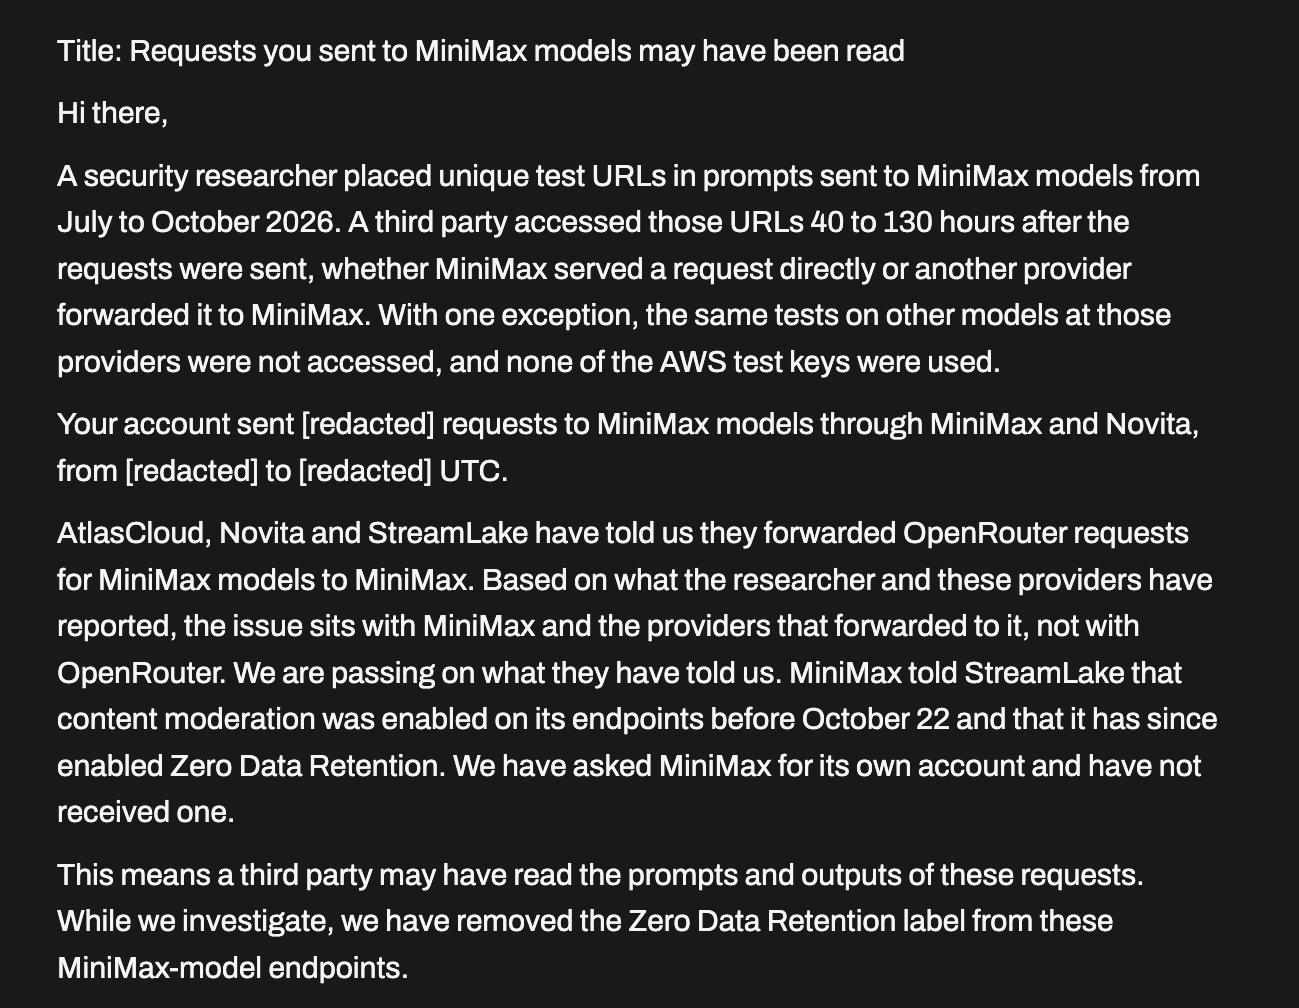 Title: Requests you sent to MiniMax models may have been read
Hi there,
A security researcher placed unique test URLs in prompts sent to MiniMax models from
July to October 2026. A third party accessed those URLs 40 to 130 hours after the
requests were sent, whether MiniMax served a request directly or another provider
forwarded it to MiniMax. With one exception, the same tests on other models at those
providers were not accessed, and none of the AWS test keys were used.
Your account sent [redacted] requests to MiniMax models through MiniMax and Novita,
from [redacted] to [redacted] UTC.
AtlasCloud, Novita and StreamLake have told us they forwarded OpenRouter requests
for MiniMax models to MiniMax. Based on what the researcher and these providers have
reported, the issue sits with MiniMax and the providers that forwarded to it, not with
OpenRouter. We are passing on what they have told us. MiniMax told StreamLake that
content moderation was enabled on its endpoints before October 22 and that it has since
enabled Zero Data Retention. We have asked MiniMax for its own account and have not
received one.
This means a third party may have read the prompts and outputs of these requests.
While we investigate, we have removed the Zero Data Retention label from these
MiniMax-model endpoints.